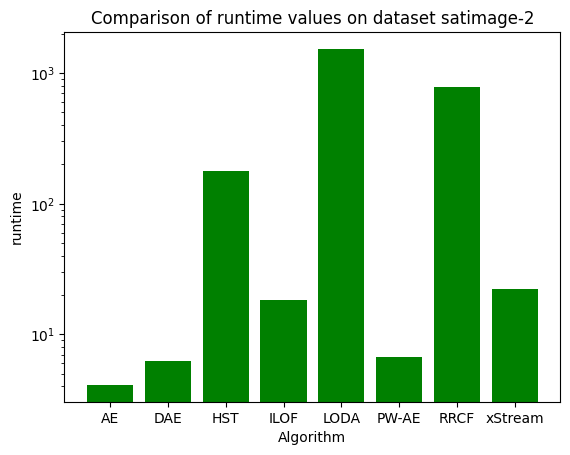 Comparison of runtime values on dataset satimage-2
10³
10²
10¹
runtime
AE DAE HST ILOF LODA PW-AE RRCF xStream
Algorithm